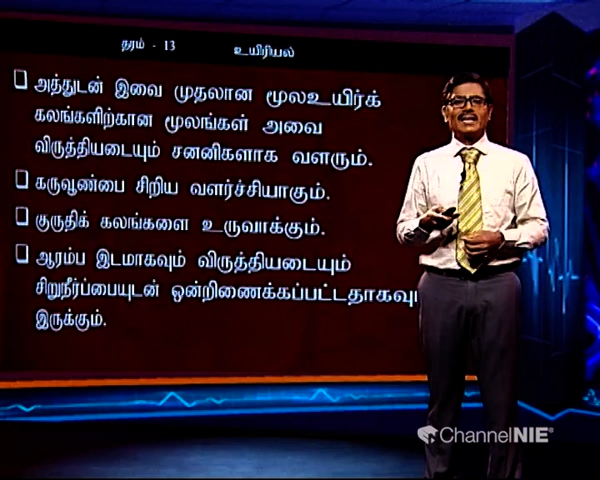 தரம் - 13 உயிரியல்
அத்துடன் இவை முதலான மூலஉயிர்க்
கலங்களிற்கான மூலங்கள் அவை
விருத்தியடையும் சனனிகளாக வளரும்.
கருவூண்பை சிறிய வளர்ச்சியாகும்.
குருதிக் கலங்களை உருவாக்கும்.
ஆரம்ப இடமாகவும் விருத்தியடையும்
சிறுநீர்ப்பையுடன் ஒன்றிணைக்கப்பட்டதாகவு
இருக்கும்.
ChannelNIE®